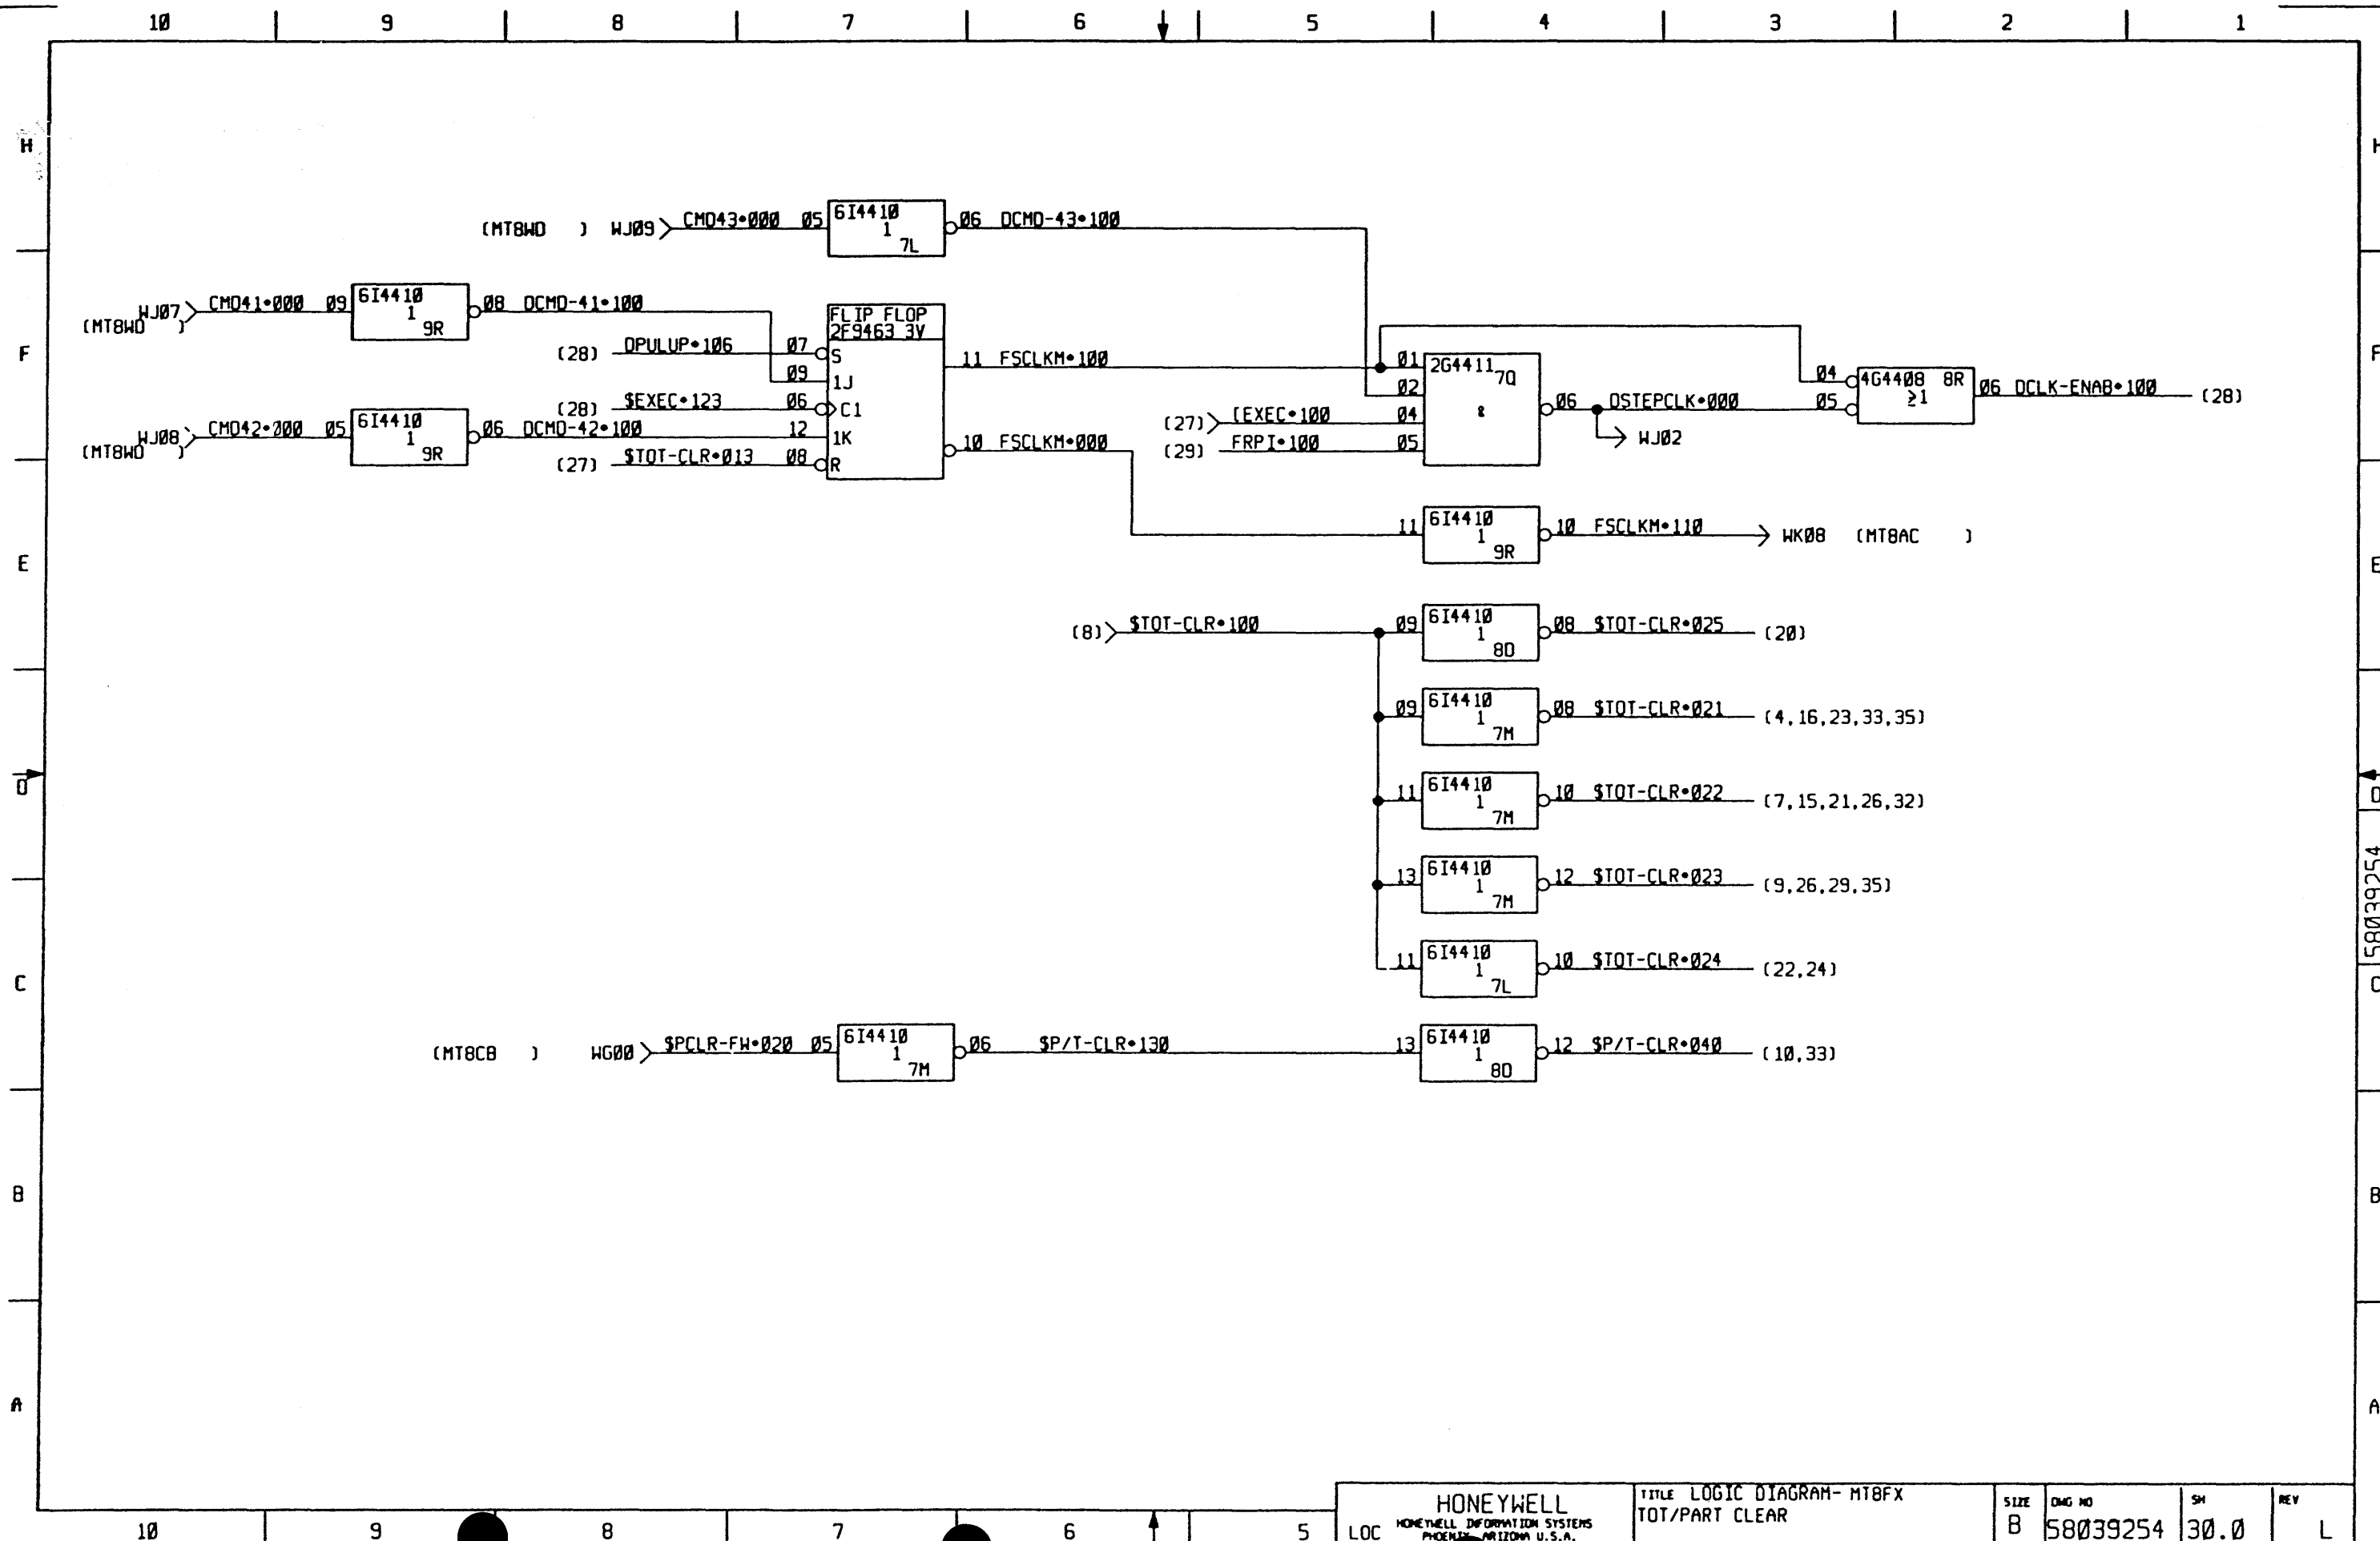 10 9 8 7 6 5 4 3 2 1
H H
(MT8WD ) WJ09 CMD43•000 05 6I4410 1 7L 06 DCMD-43•100
WJ07 (MT8WD ) CMD41•000 09 6I4410 1 9R 08 DCMD-41•100
FLIP FLOP
2F9463 3V
F F
(28) DPULUP•106 07 S
09 1J
(28) $EXEC•123 06 C1
WJ08 (MT8WD ) CMD42•000 05 6I4410 1 9R 06 DCMD-42•100 12 1K
(27) $TOT-CLR•013 08 R
11 FSCLKM•100 01 2G4411 7Q
02
&
(27) [EXEC•100 04
(29) FRPI•100 05
06 DSTEPCLK•000 05
WJ02
04 4G4408 8R ≥1 06 DCLK-ENAB•100 (28)
10 FSCLKM•000
11 6I4410 1 9R 10 FSCLKM•110 WK08 (MT8AC )
E E
(8) $TOT-CLR•100 09 6I4410 1 8D 08 $TOT-CLR•025 (20)
09 6I4410 1 7M 08 $TOT-CLR•021 (4,16,23,33,35)
D D
11 6I4410 1 7M 10 $TOT-CLR•022 (7,15,21,26,32)
13 6I4410 1 7M 12 $TOT-CLR•023 (9,26,29,35)
58039254
11 6I4410 1 7L 10 $TOT-CLR•024 (22,24)
C C
(MT8CB ) WG00 $PCLR-FW•020 05 6I4410 1 7M 06 $P/T-CLR•130 13 6I4410 1 8D 12 $P/T-CLR•040 (10,33)
B B
A A
10 9 8 7 6 5
LOC
HONEYWELL
HONEYWELL INFORMATION SYSTEMS
PHOENIX, ARIZONA U.S.A.
TITLE LOGIC DIAGRAM- MT8FX
TOT/PART CLEAR
SIZE B
DWG NO 58039254
SH 30.0
REV L